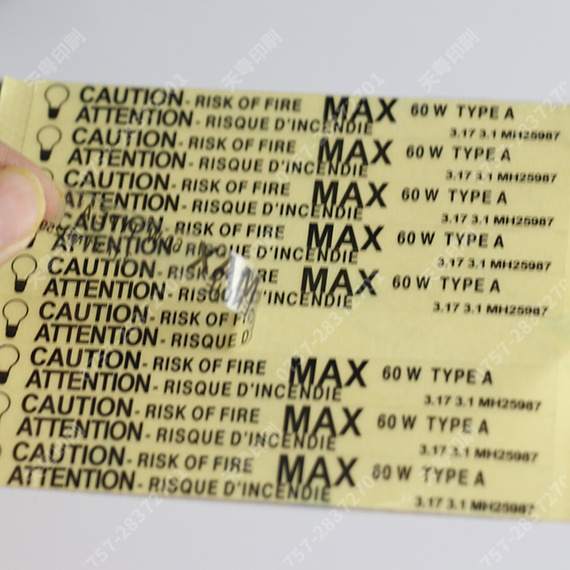 CAUTION - RISK OF FIRE MAX 60 W TYPE A
ATTENTION - RISQUE D'INCENDIE 3.17 3.1 MH25987
CAUTION - RISK OF FIRE MAX 60 W TYPE A
ATTENTION - RISQUE D'INCENDIE 3.17 3.1 MH25987
CAUTION - RISK OF FIRE MAX 60 W TYPE A
ATTENTION - RISQUE D'INCENDIE 3.17 3.1 MH25987
CAUTION - RISK OF FIRE MAX 60 W TYPE A
ATTENTION - RISQUE D'INCENDIE 3.17 3.1 MH25987
CAUTION - RISK OF FIRE MAX 60 W TYPE A
ATTENTION - RISQUE D'INCENDIE 3.17 3.1 MH25987
CAUTION - RISK OF
ATTENTION - RISQUE
CAUTION - RISK OF FIRE MAX 60 W TYPE A
ATTENTION - RISQUE D'INCENDIE 3.17 3.1 MH25987
CAUTION - RISK OF FIRE MAX 60 W TYPE A
ATTENTION - RISQUE D'INCENDIE 3.17 3.1 MH25987
CAUTION - RISK OF FIRE MAX 60 W TYPE A
ATTENTION - RISQUE D'INCENDIE 3.17 3.1 MH25987